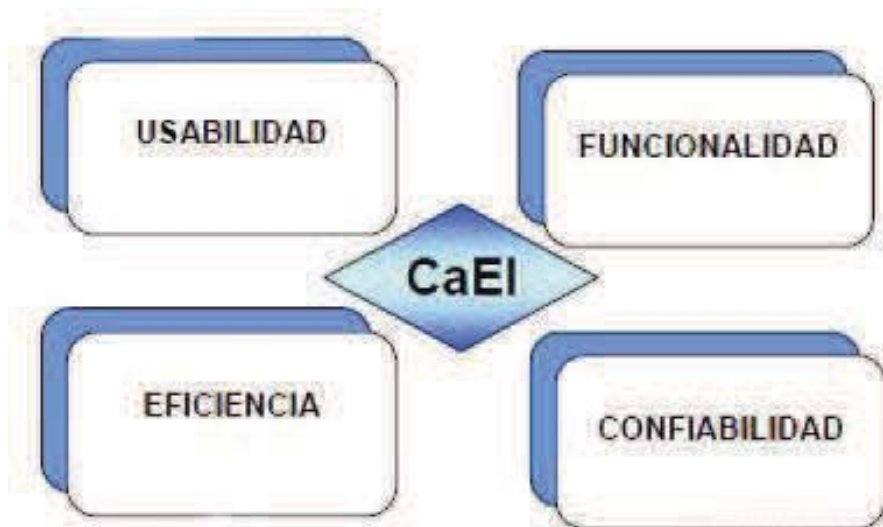 USABILIDAD
FUNCIONALIDAD
CaEI
EFICIENCIA
CONFIABILIDAD